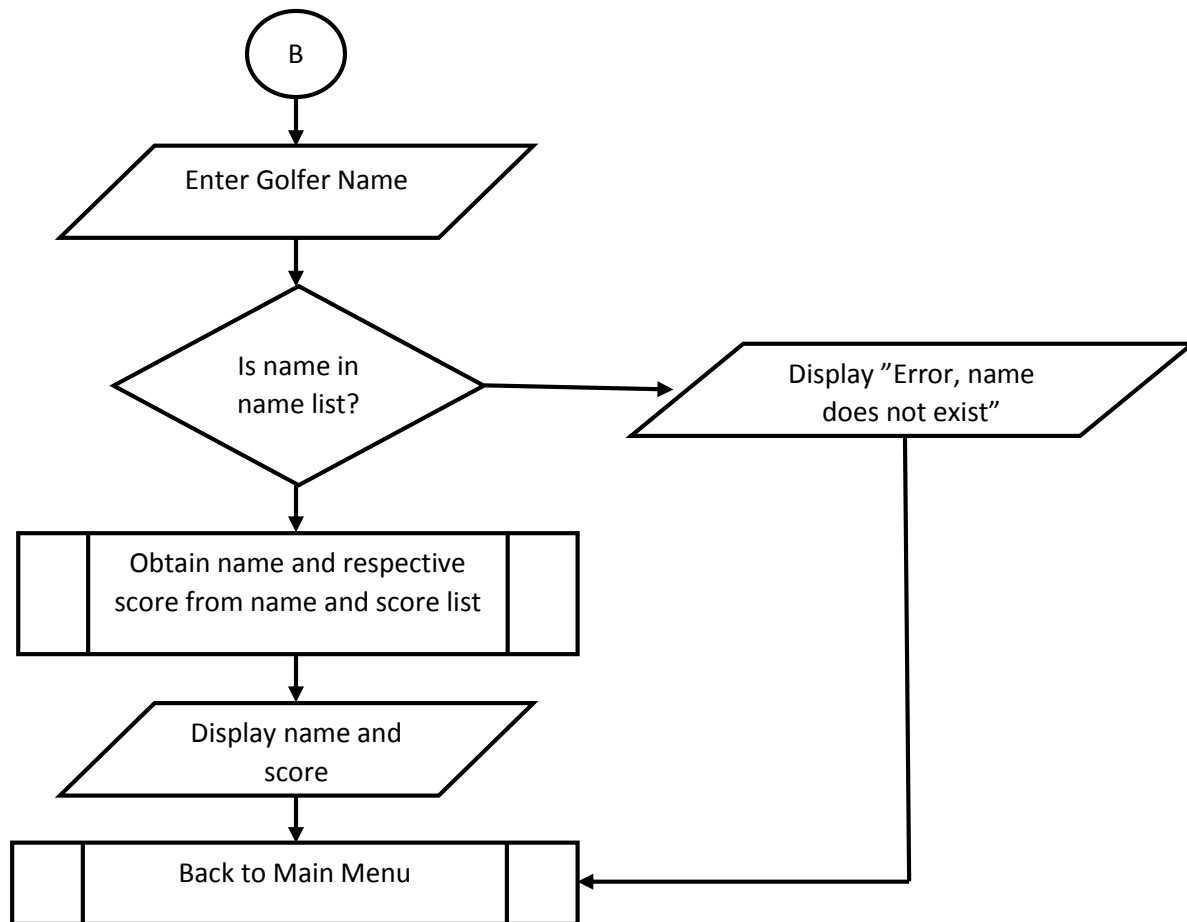 B
Enter Golfer Name
Is name in
name list?
Display ”Error, name
does not exist”
Obtain name and respective
score from name and score list
Display name and
score
Back to Main Menu